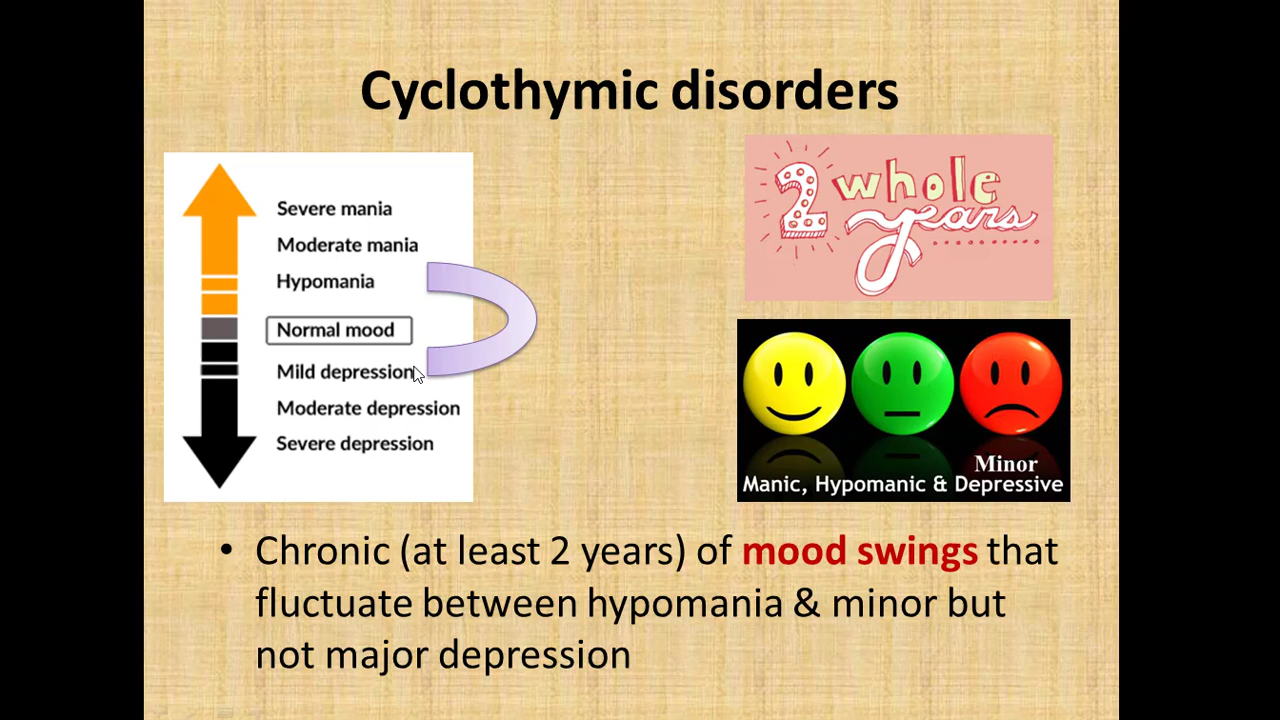 Cyclothymic disorders
Severe mania
Moderate mania
Hypomania
Normal mood
Mild depression
Moderate depression
Severe depression
2 whole
years
Minor
Manic, Hypomanic & Depressive
• Chronic (at least 2 years) of mood swings that
fluctuate between hypomania & minor but
not major depression